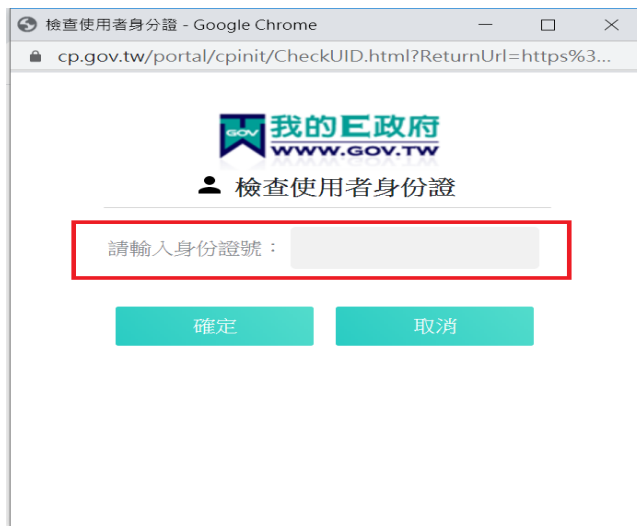 檢查使用者身分證 - Google Chrome
cp.gov.tw/portal/cpinit/CheckUID.html?ReturnUrl=https%3...
GOV 我的E政府
WWW.GOV.TW
檢查使用者身份證
請輸入身份證號：
確定 取消